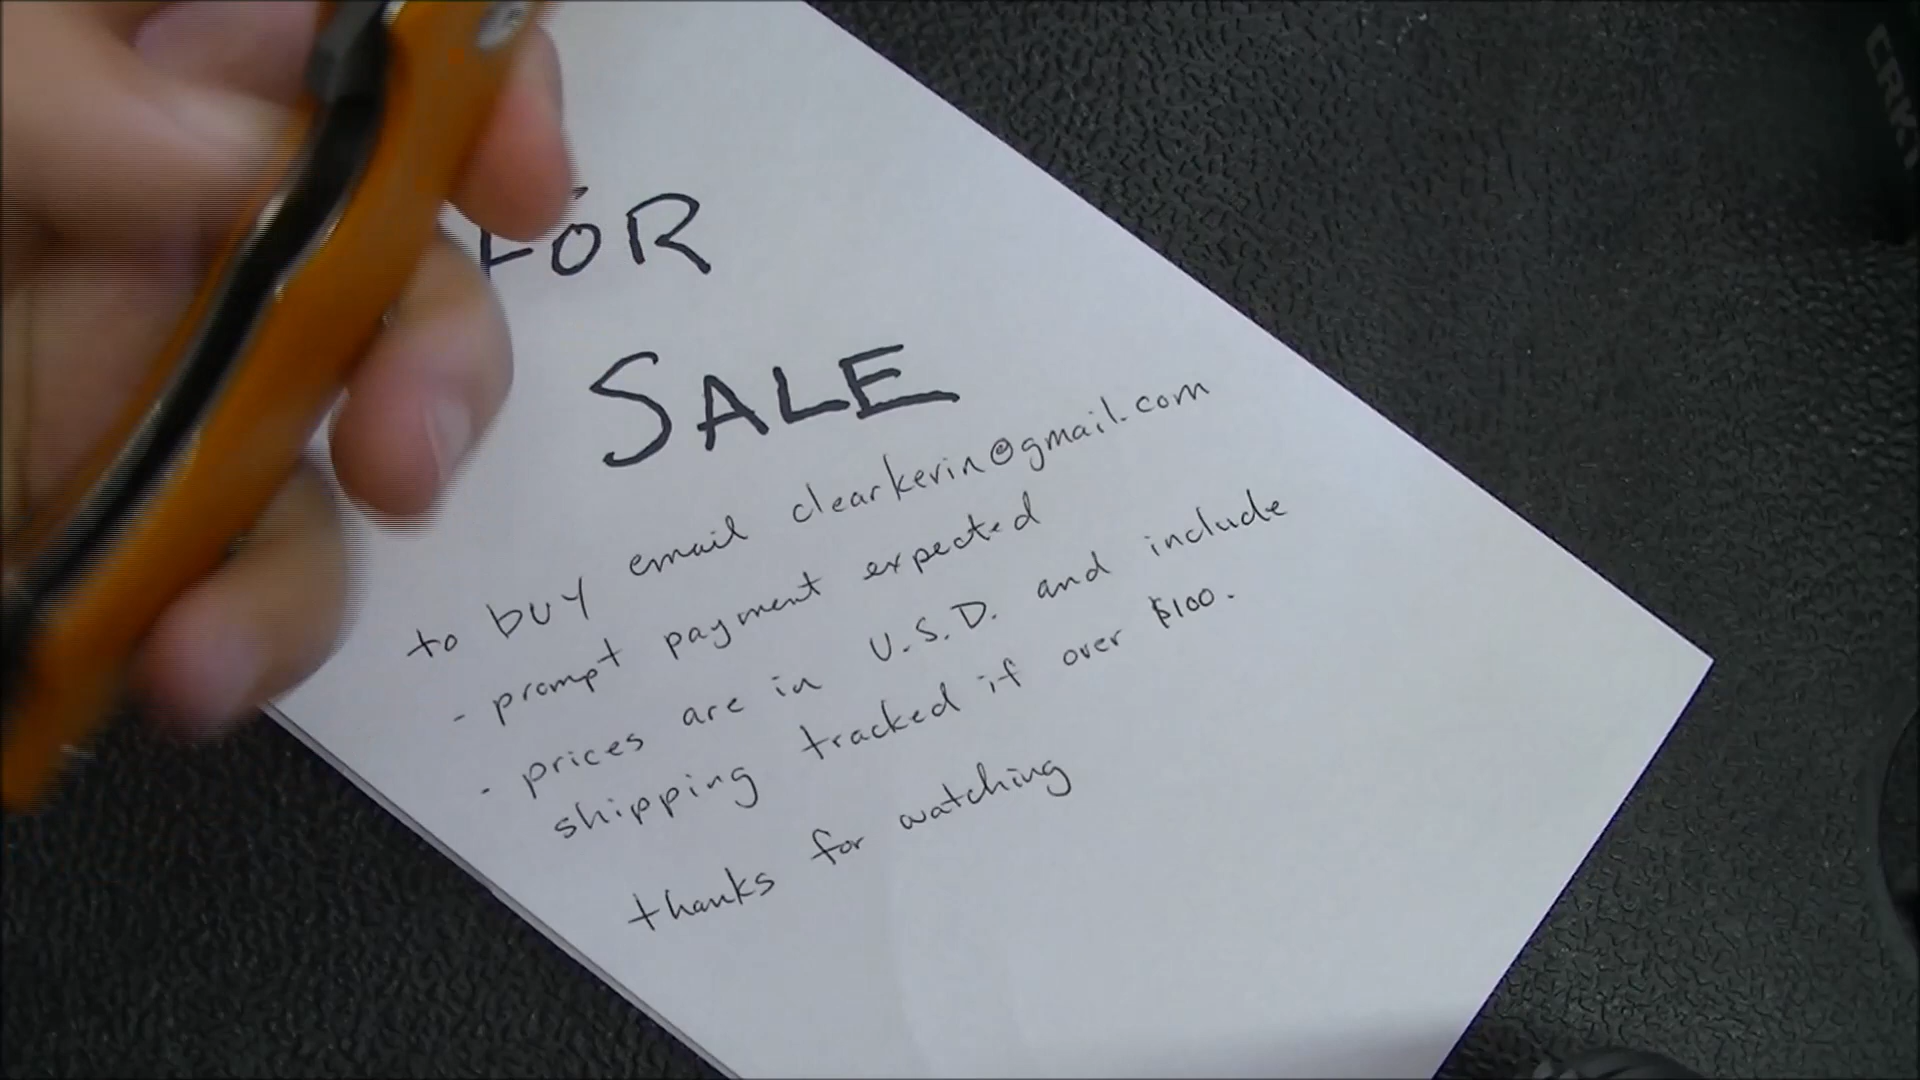 FOR
SALE
to buy email clearkevin@gmail.com
- prompt payment expected
- prices are in U.S.D. and include
shipping tracked if over $100.
thanks for watching
CRKT